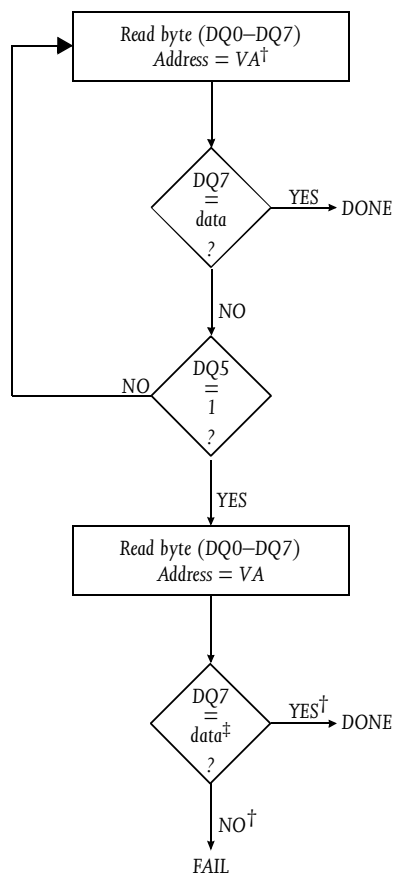 Read byte (DQ0–DQ7)
Address = VA†
DQ7
=
data
?
YES
DONE
NO
DQ5
=
1
?
NO
YES
Read byte (DQ0–DQ7)
Address = VA
DQ7
=
data‡
?
YES†
DONE
NO†
FAIL